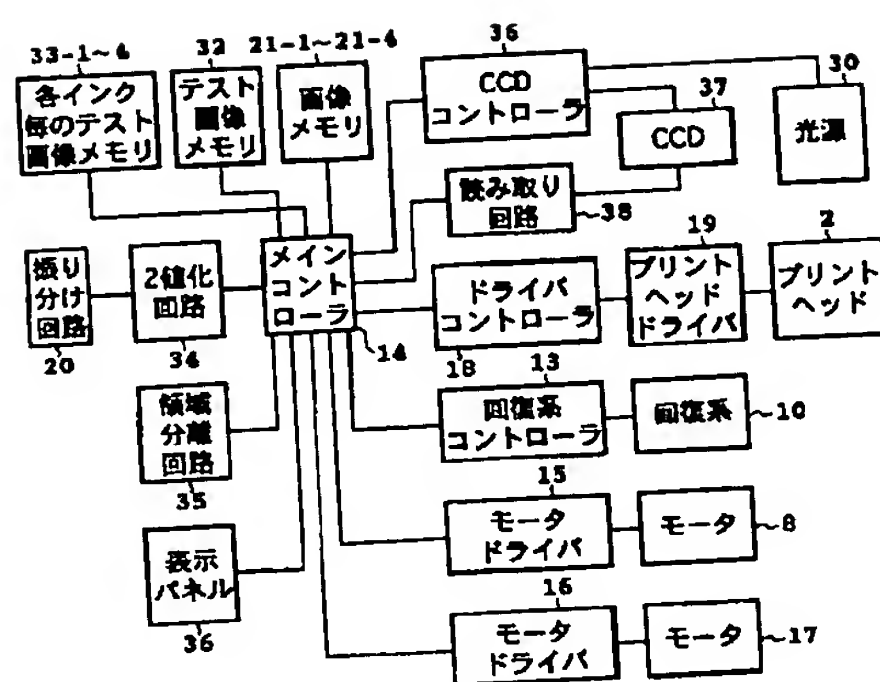 33-1~4
各インク
毎のテスト
画像メモリ
32
テスト
画像
メモリ
21-1~21-4
画像
メモリ
36
CCD
コントローラ
37
CCD
30
光源
読み取り
回路
38
振り
分け
回路
20
2値化
回路
34
メイン
コント
ローラ
14
ドライバ
コントローラ
18
19
プリント
ヘッド
ドライバ
2
プリント
ヘッド
領域
分離
回路
35
13
回復系
コントローラ
回復系
10
表示
パネル
36
15
モータ
ドライバ
モータ
8
16
モータ
ドライバ
モータ
17